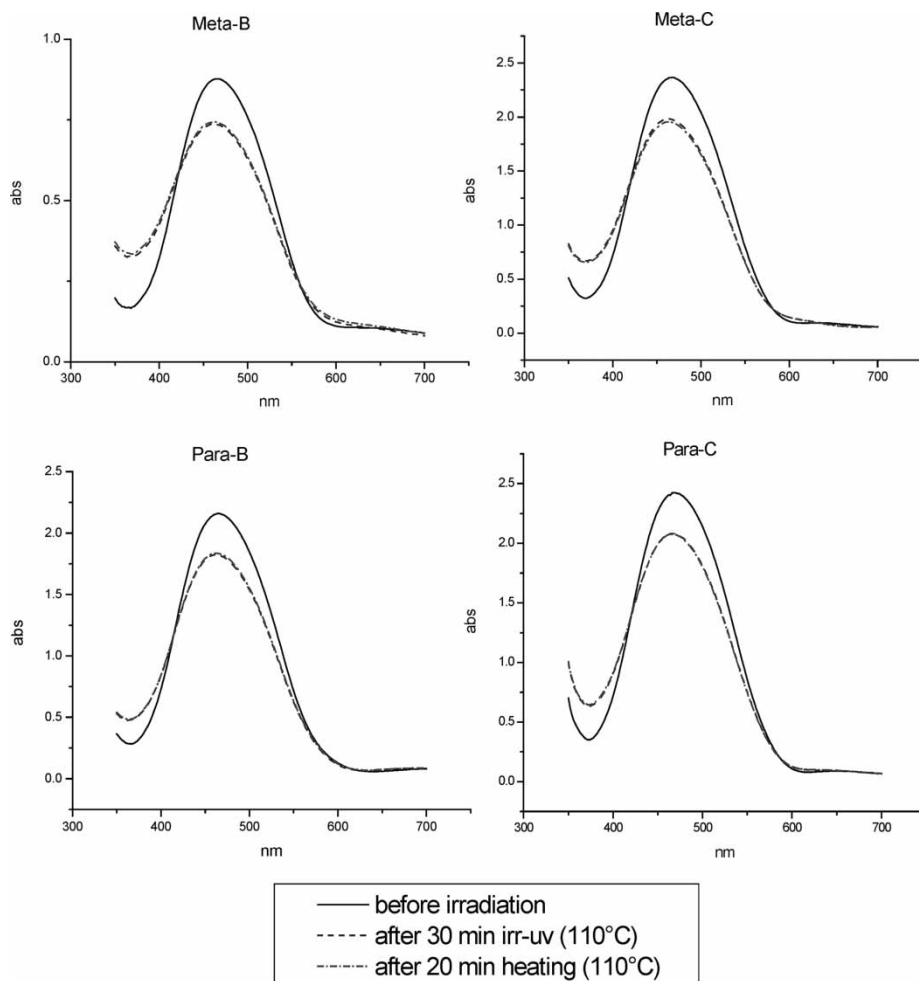 Meta-B
1.0
0.5
0.0
abs
300 400 500 600 700
nm
Meta-C
2.5
2.0
1.5
1.0
0.5
0.0
abs
300 400 500 600 700
nm
Para-B
2.5
2.0
1.5
1.0
0.5
0.0
abs
300 400 500 600 700
nm
Para-C
2.5
2.0
1.5
1.0
0.5
0.0
abs
300 400 500 600 700
nm
before irradiation
after 30 min irr-uv (110°C)
after 20 min heating (110°C)